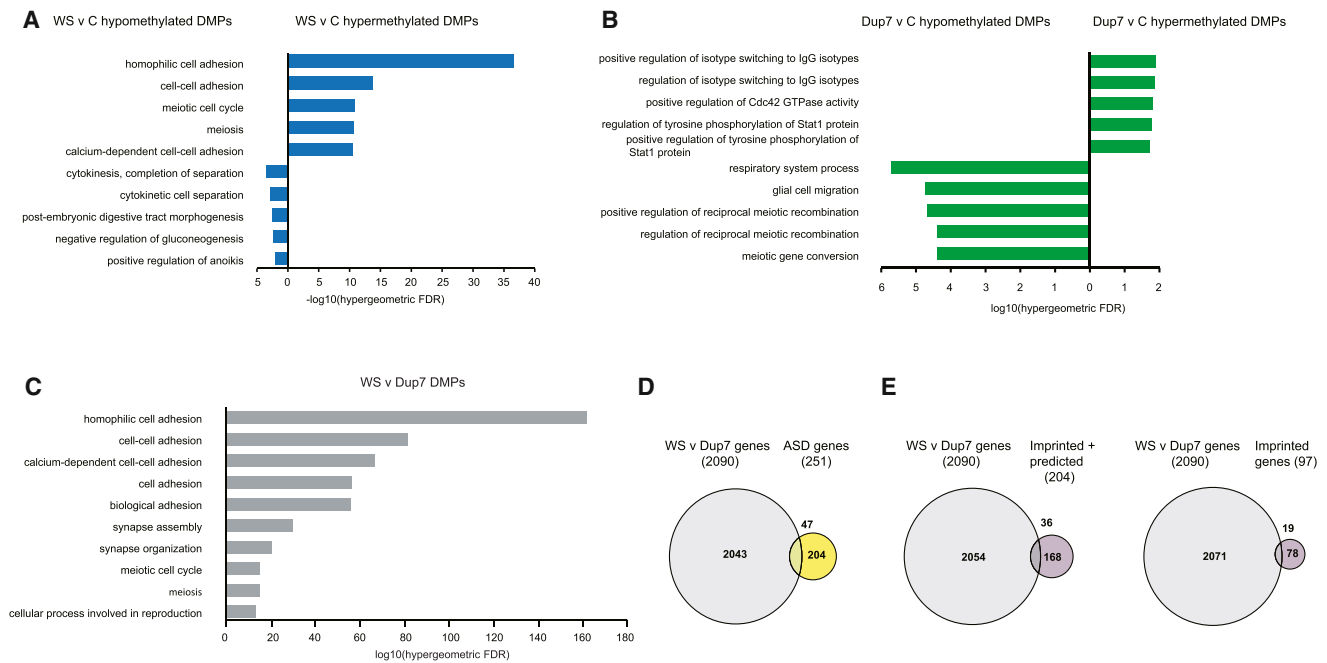 A
WS v C hypomethylated DMPs
WS v C hypermethylated DMPs
homophilic cell adhesion
cell-cell adhesion
meiotic cell cycle
meiosis
calcium-dependent cell-cell adhesion
cytokinesis, completion of separation
cytokinetic cell separation
post-embryonic digestive tract morphogenesis
negative regulation of gluconeogenesis
positive regulation of anoikis
5 0 5 10 15 20 25 30 35 40
-log10(hypergeometric FDR)
B
Dup7 v C hypomethylated DMPs
Dup7 v C hypermethylated DMPs
positive regulation of isotype switching to IgG isotypes
regulation of isotype switching to IgG isotypes
positive regulation of Cdc42 GTPase activity
regulation of tyrosine phosphorylation of Stat1 protein
positive regulation of tyrosine phosphorylation of
Stat1 protein
respiratory system process
glial cell migration
positive regulation of reciprocal meiotic recombination
regulation of reciprocal meiotic recombination
meiotic gene conversion
6 5 4 3 2 1 0 1 2
log10(hypergeometric FDR)
C
WS v Dup7 DMPs
homophilic cell adhesion
cell-cell adhesion
calcium-dependent cell-cell adhesion
cell adhesion
biological adhesion
synapse assembly
synapse organization
meiotic cell cycle
meiosis
cellular process involved in reproduction
0 20 40 60 80 100 120 140 160 180
log10(hypergeometric FDR)
D
WS v Dup7 genes
(2090)
ASD genes
(251)
47
2043
204
E
WS v Dup7 genes
(2090)
Imprinted +
predicted
(204)
36
2054
168
WS v Dup7 genes
(2090)
Imprinted
genes (97)
19
2071
78